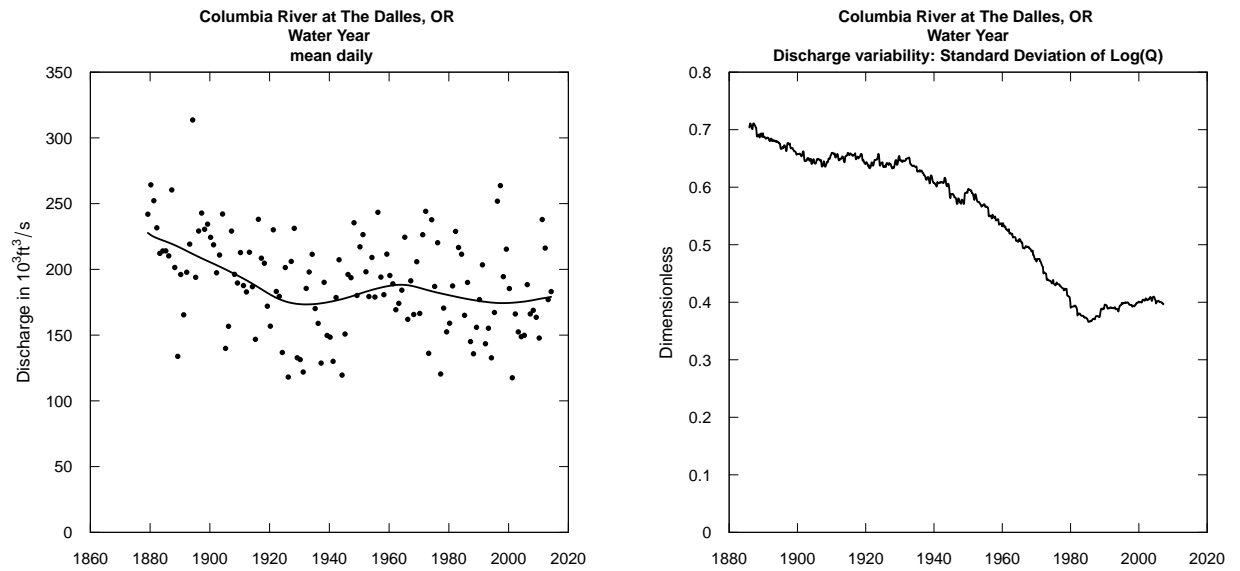 Columbia River at The Dalles, OR
Water Year
mean daily
Discharge in 10³ft³/s
350
300
250
200
150
100
50
0
1860 1880 1900 1920 1940 1960 1980 2000 2020
Columbia River at The Dalles, OR
Water Year
Discharge variability: Standard Deviation of Log(Q)
Dimensionless
0.8
0.7
0.6
0.5
0.4
0.3
0.2
0.1
0
1880 1900 1920 1940 1960 1980 2000 2020